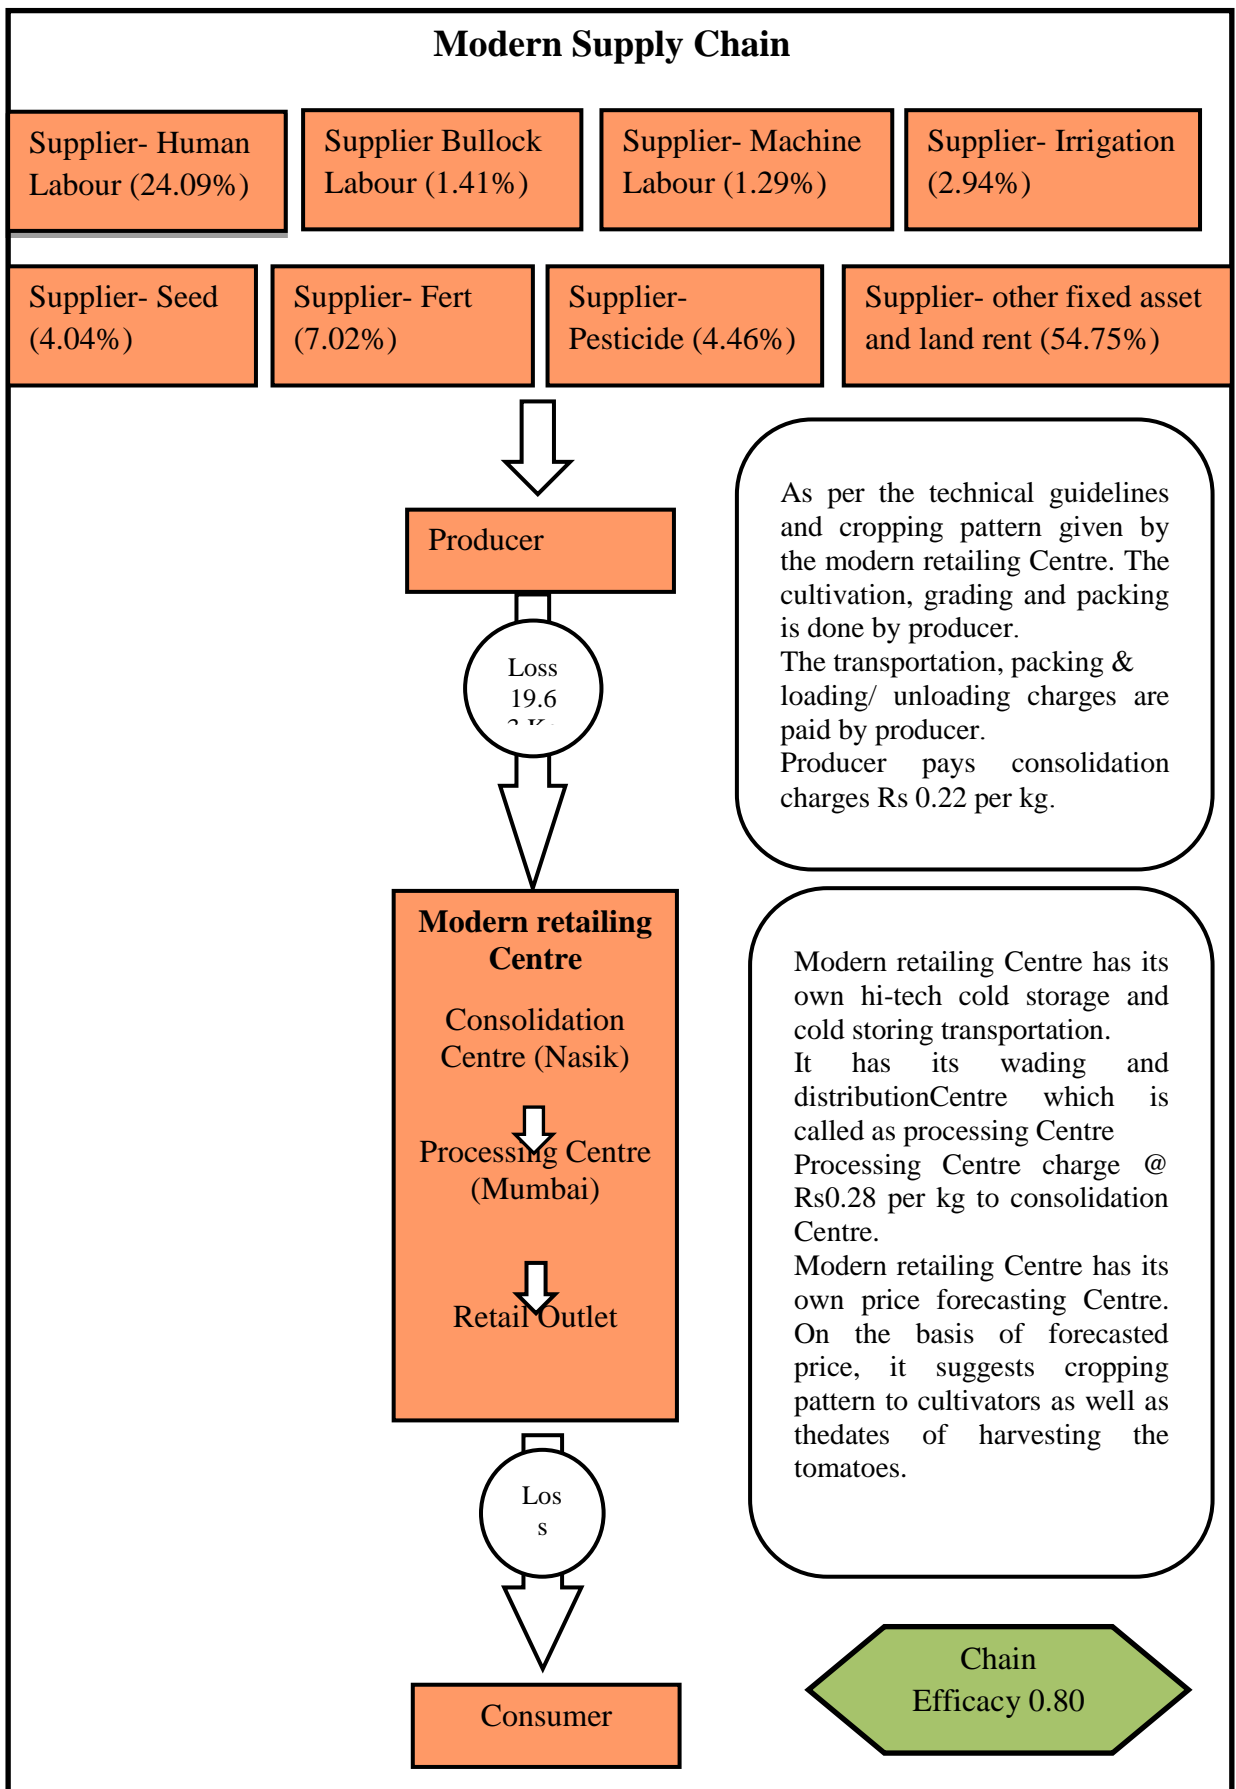 Modern Supply Chain
Supplier- Human
Labour (24.09%)
Supplier Bullock
Labour (1.41%)
Supplier- Machine
Labour (1.29%)
Supplier- Irrigation
(2.94%)
Supplier- Seed
(4.04%)
Supplier- Fert
(7.02%)
Supplier-
Pesticide (4.46%)
Supplier- other fixed asset
and land rent (54.75%)
Producer
Loss
19.6
As per the technical guidelines
and cropping pattern given by
the modern retailing Centre. The
cultivation, grading and packing
is done by producer.
The transportation, packing &
loading/ unloading charges are
paid by producer.
Producer pays consolidation
charges Rs 0.22 per kg.
Modern retailing
Centre
Consolidation
Centre (Nasik)
Processing Centre
(Mumbai)
Retail Outlet
Modern retailing Centre has its
own hi-tech cold storage and
cold storing transportation.
It has its wading and
distributionCentre which is
called as processing Centre
Processing Centre charge @
Rs0.28 per kg to consolidation
Centre.
Modern retailing Centre has its
own price forecasting Centre.
On the basis of forecasted
price, it suggests cropping
pattern to cultivators as well as
thedates of harvesting the
tomatoes.
Los
s
Consumer
Chain
Efficacy 0.80